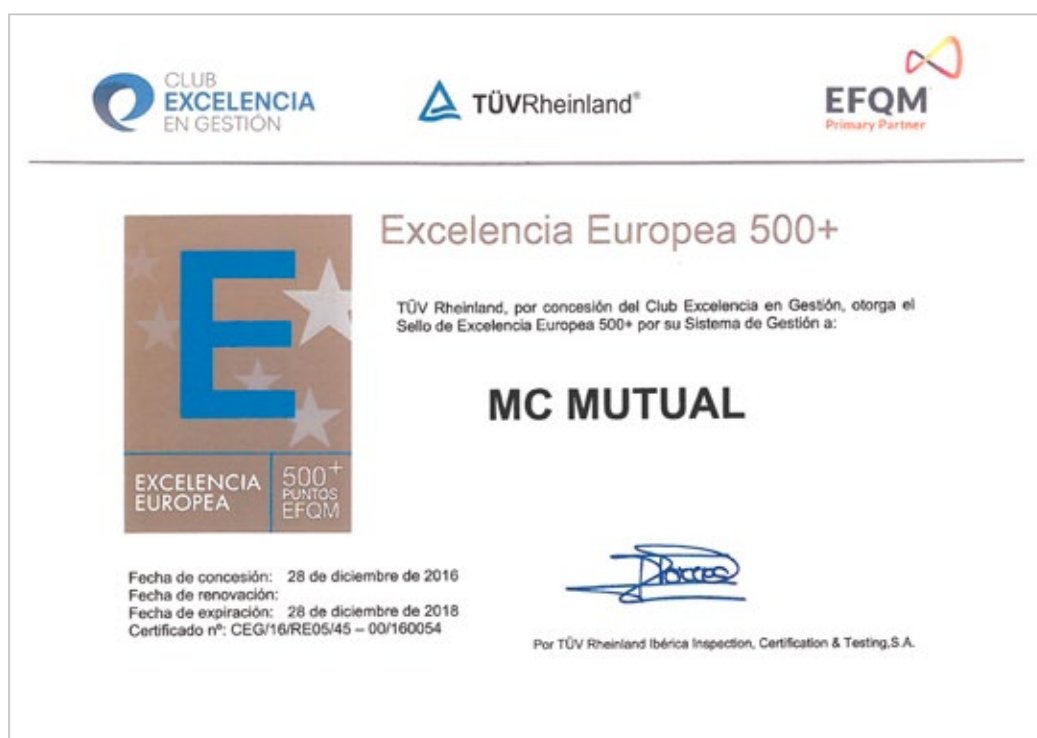 CLUB
EXCELENCIA
EN GESTIÓN
TÜVRheinland®
EFQM
Primary Partner
Excelencia Europea 500+
TÜV Rheinland, por concesión del Club Excelencia en Gestión, otorga el
Sello de Excelencia Europea 500+ por su Sistema de Gestión a:
MC MUTUAL
E
EXCELENCIA
EUROPEA
500+
PUNTOS
EFQM
Fecha de concesión: 28 de diciembre de 2016
Fecha de renovación:
Fecha de expiración: 28 de diciembre de 2018
Certificado nº: CEG/16/RE05/45 – 00/160054
Por TÜV Rheinland Ibérica Inspection, Certification & Testing,S.A.